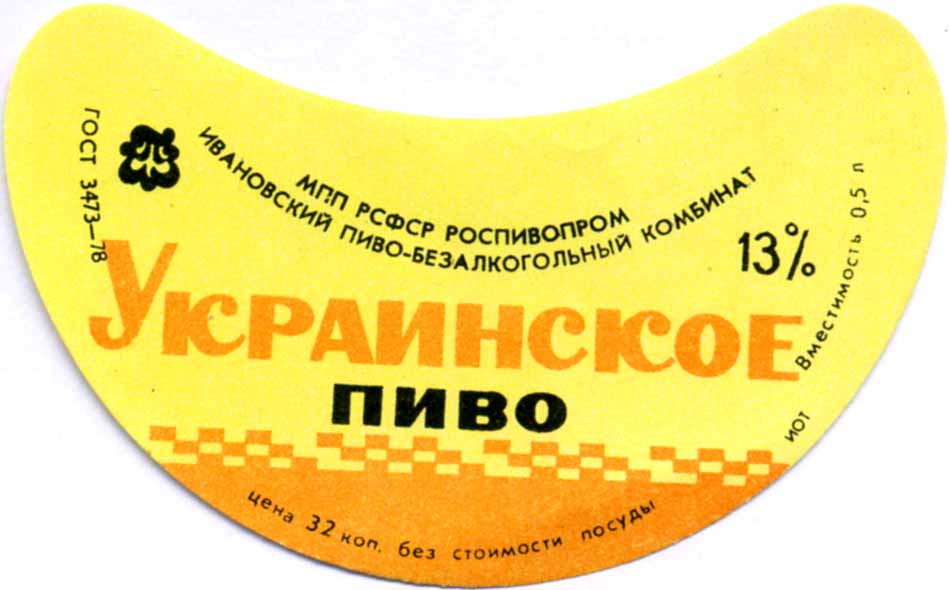 ГОСТ 3473—78
МПП РСФСР РОСПИВОПРОМ
ИВАНОВСКИЙ ПИВО-БЕЗАЛКОГОЛЬНЫЙ КОМБИНАТ
13%
УКРАИНСКОЕ
ПИВО
Вместимость 0,5 л
ИОТ
цена 32 коп. без стоимости посуды